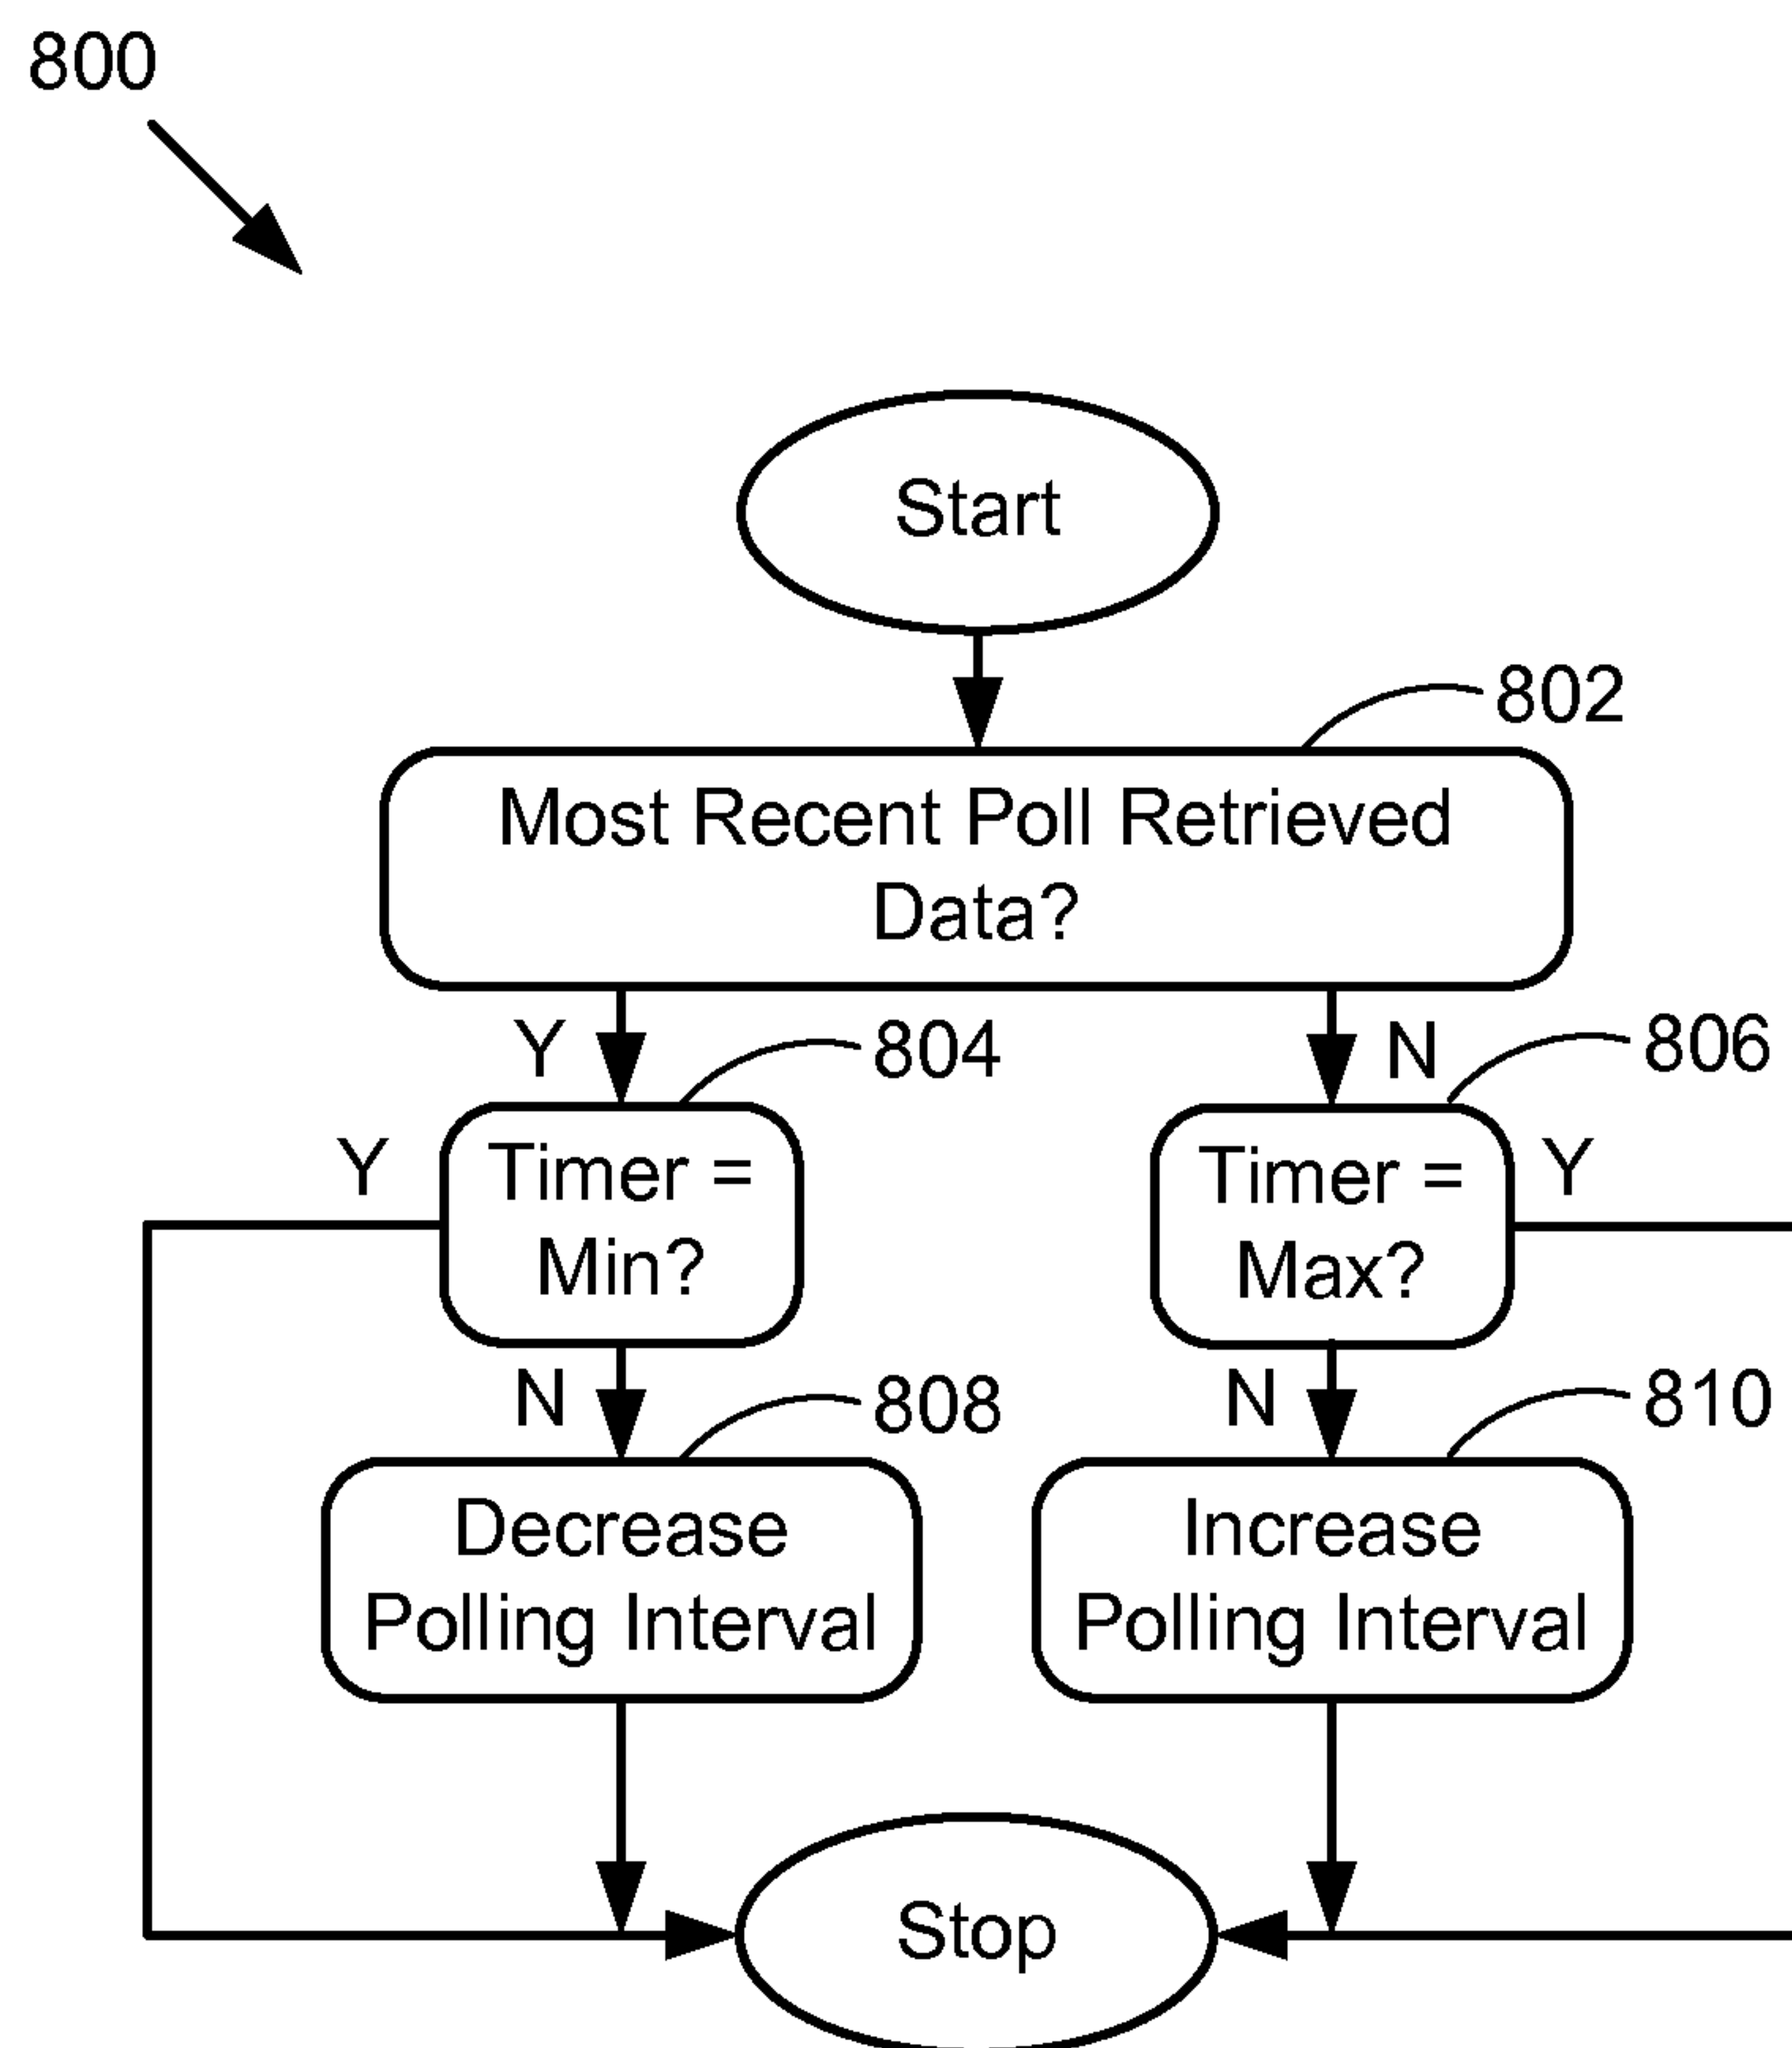 800
Start
802
Most Recent Poll Retrieved
Data?
Y
804
N
806
Y
Timer =
Min?
Timer =
Max?
Y
N
808
N
810
Decrease
Polling Interval
Increase
Polling Interval
Stop